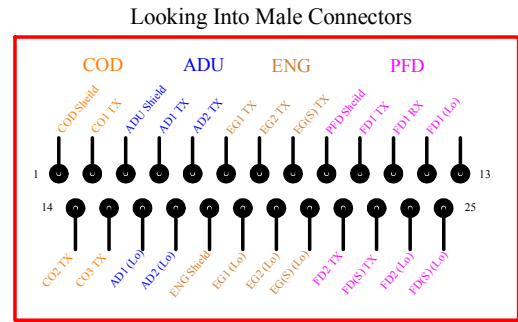 Looking Into Male Connectors
COD ADU ENG PFD
COD Sheild
CO1 TX
ADU Shield
AD1 TX
AD2 TX
EG1 TX
EG2 TX
EG(S) TX
PFD Sheild
FD1 TX
FD1 RX
FD1 (Lo)
1 13
14 25
CO2 TX
CO3 TX
AD1 (Lo)
AD2 (Lo)
ENG Shield
EG1 (Lo)
EG2 (Lo)
EG(S) (Lo)
FD2 TX
FD(S) TX
FD2 (Lo)
FD(S) (Lo)